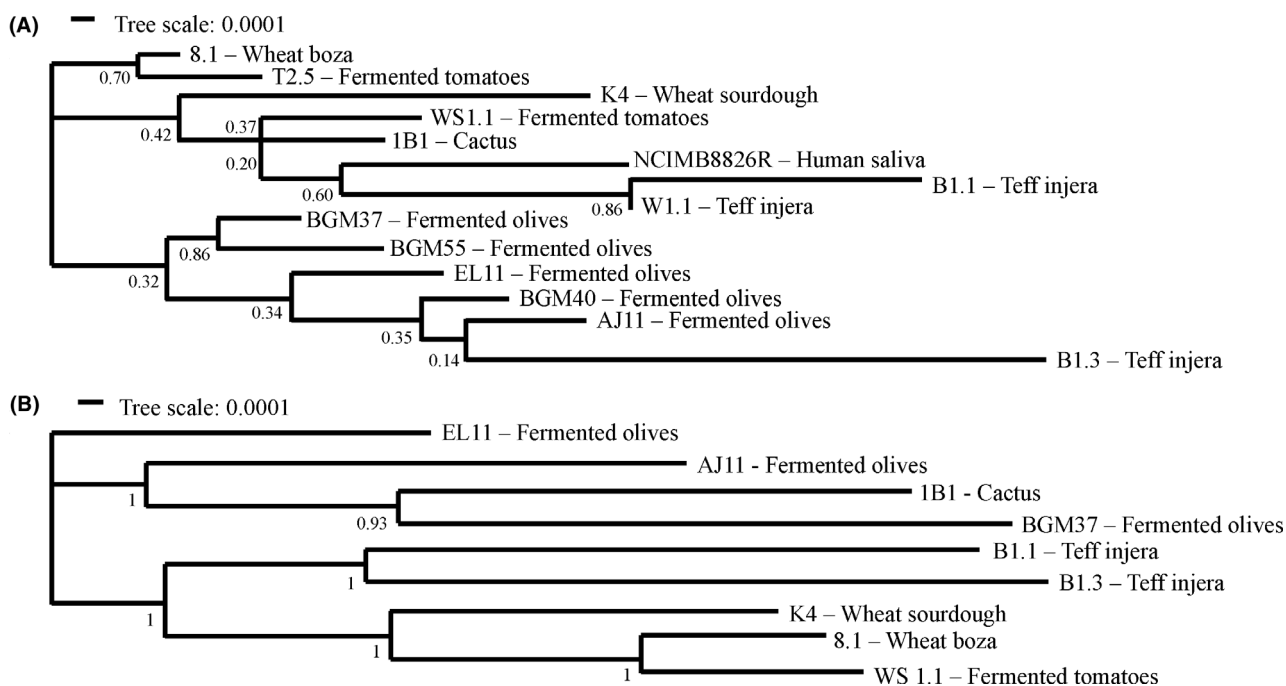 (A) Tree scale: 0.0001
8.1 – Wheat boza
0.70
T2.5 – Fermented tomatoes
K4 – Wheat sourdough
0.42
0.37
WS1.1 – Fermented tomatoes
1B1 – Cactus
0.20
NCIMB8826R – Human saliva
0.60
B1.1 – Teff injera
0.86
W1.1 – Teff injera
BGM37 – Fermented olives
0.86
BGM55 – Fermented olives
0.32
EL11 – Fermented olives
0.34
BGM40 – Fermented olives
0.35
AJ11 – Fermented olives
0.14
B1.3 – Teff injera
(B) Tree scale: 0.0001
EL11 – Fermented olives
AJ11 - Fermented olives
1
1B1 - Cactus
0.93
BGM37 – Fermented olives
B1.1 – Teff injera
1
B1.3 – Teff injera
1
K4 – Wheat sourdough
1
8.1 – Wheat boza
1
WS 1.1 – Fermented tomatoes